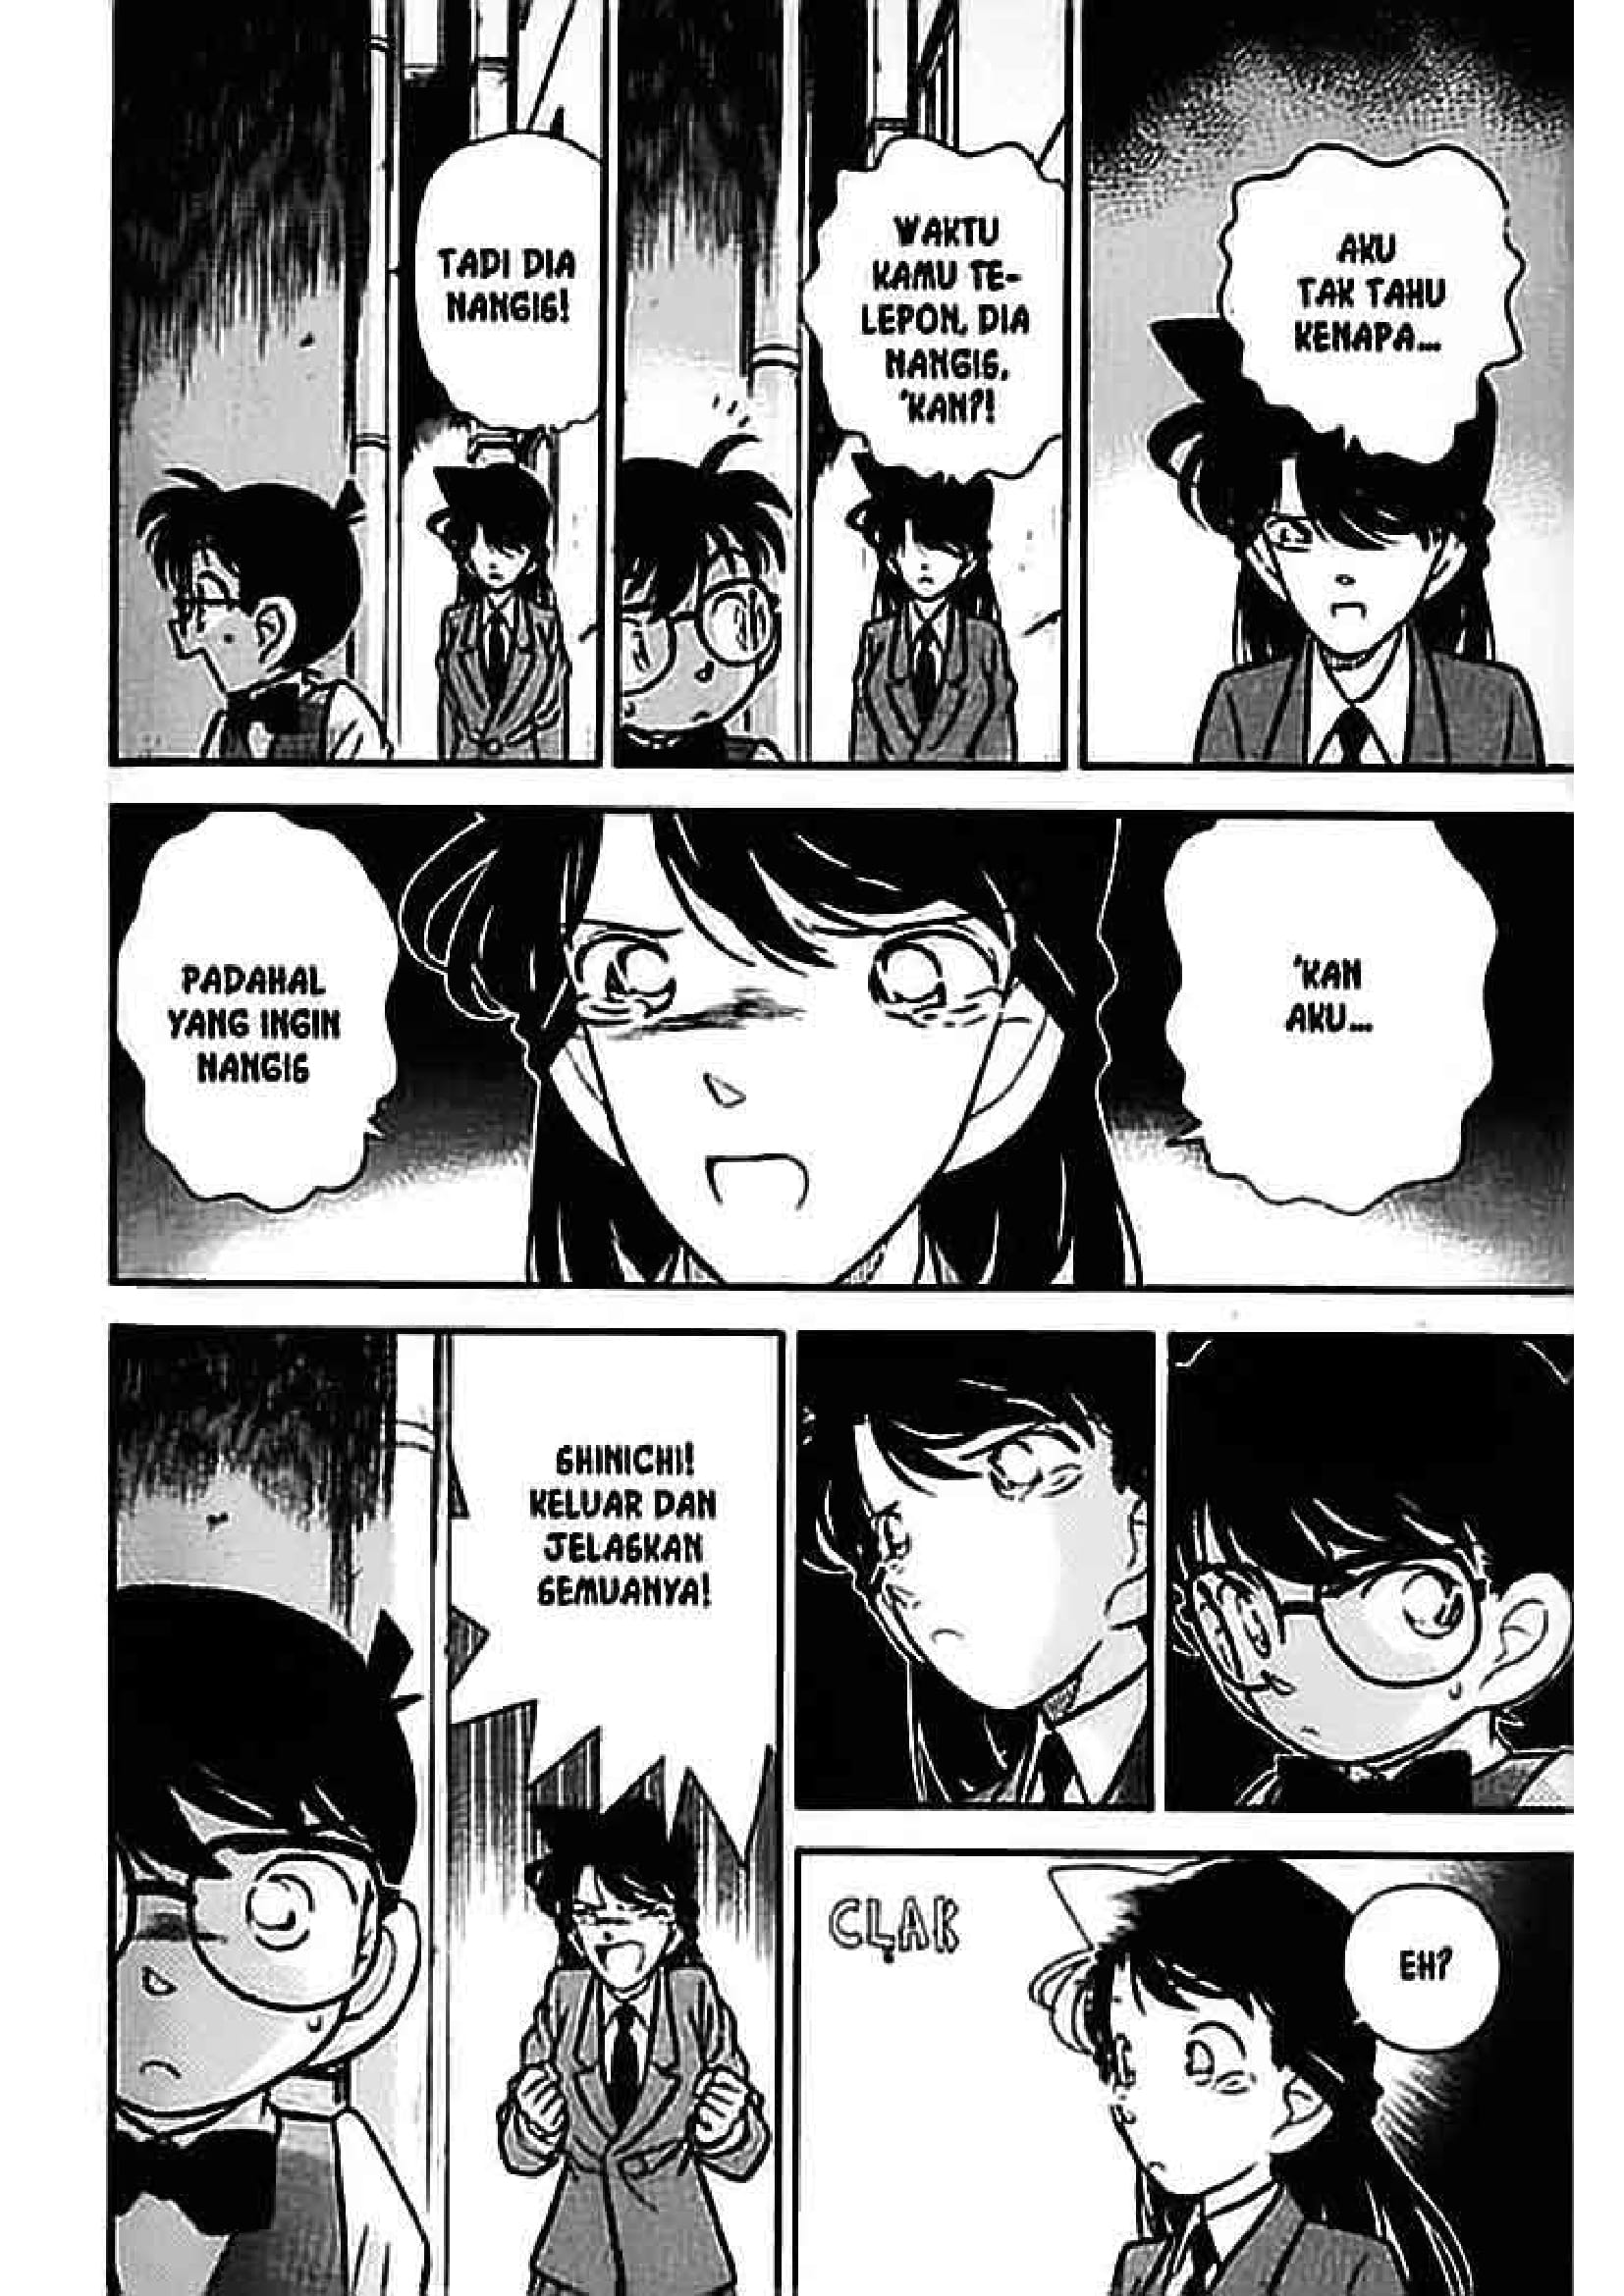 TADI DIA
NANGIS!
WAKTU
KAMU TE-
LEPON, DIA
NANGIS,
'KAN?!
AKU
TAK TAHU
KENAPA...
PADAHAL
YANG INGIN
NANGIS
'KAN
AKU...
SHINICHI!
KELUAR DAN
JELASKAN
SEMUANYA!
CLAK
EH?